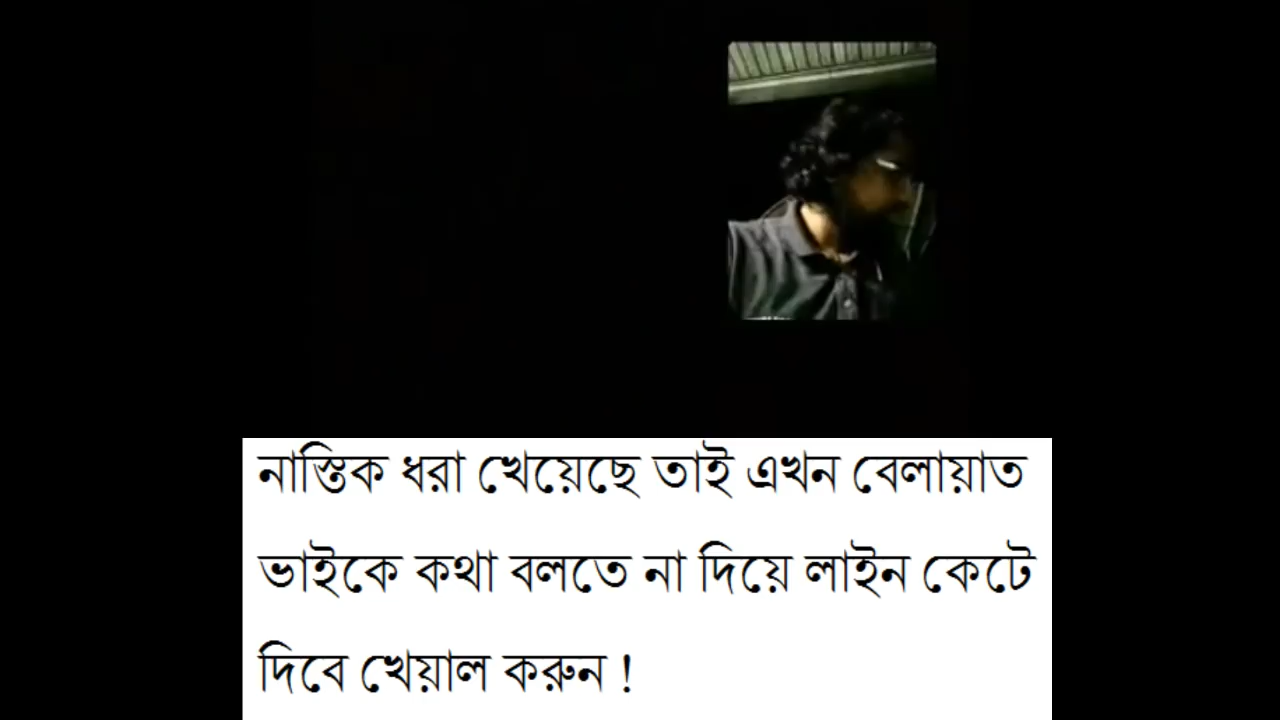 নাস্তিক ধরা খেয়েছে তাই এখন বেলায়াত
ভাইকে কথা বলতে না দিয়ে লাইন কেটে
দিবে খেয়াল করুন !